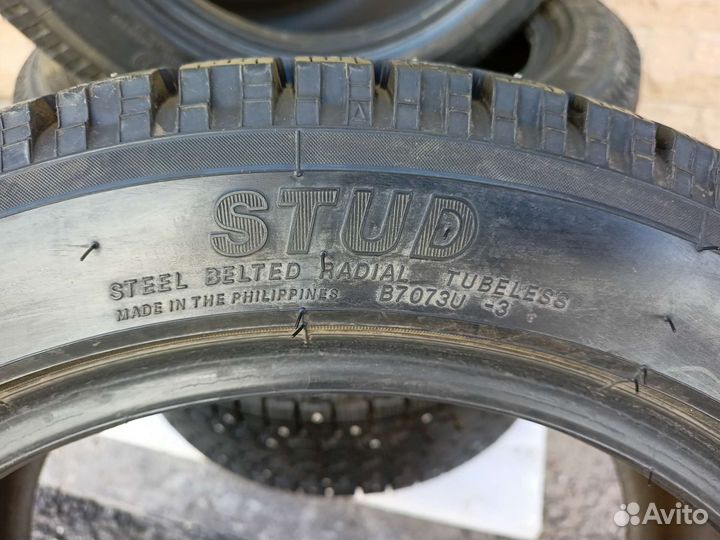 STUD
STEEL BELTED RADIAL TUBELESS
MADE IN THE PHILIPPINES B7073U -3
Avito